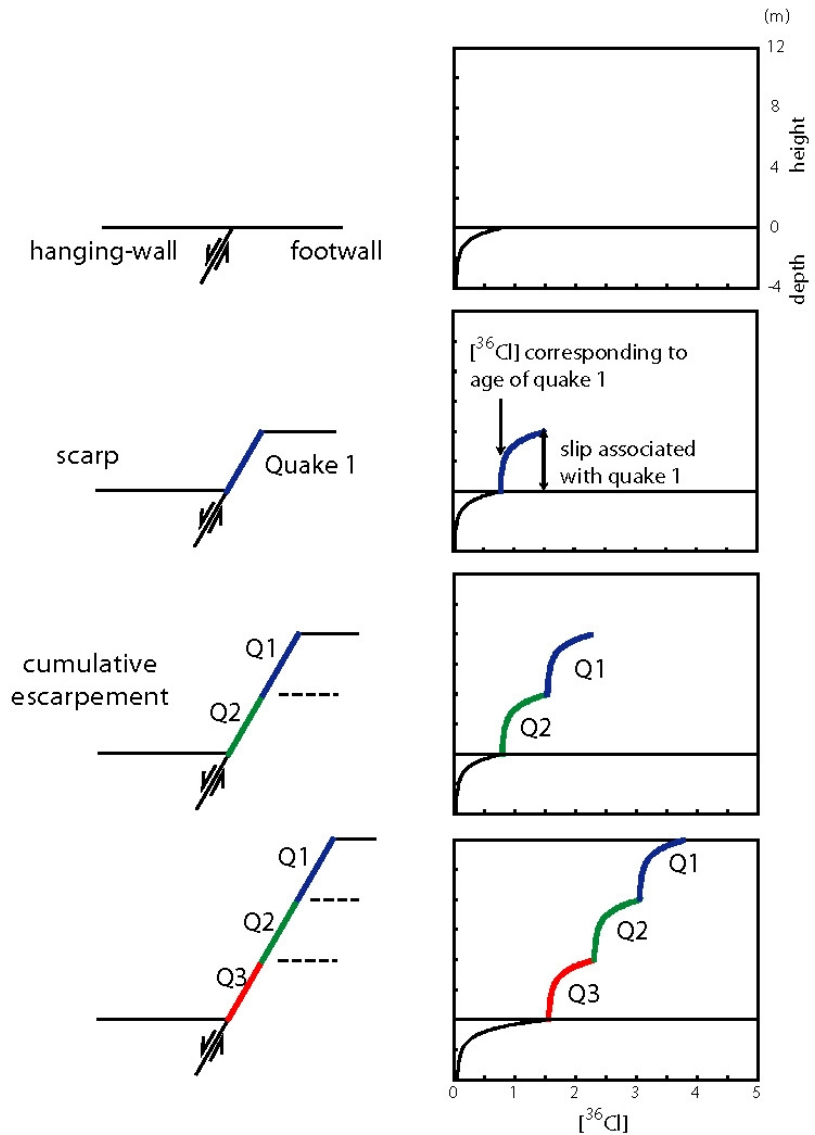 (m)
12
8
4
0
-4
height
depth
hanging-wall
footwall
scarp
Quake 1
[³⁶Cl] corresponding to
age of quake 1
slip associated
with quake 1
cumulative
escarpement
Q1
Q2
Q1
Q2
Q1
Q2
Q3
Q1
Q2
Q3
0 1 2 3 4 5
[³⁶Cl]